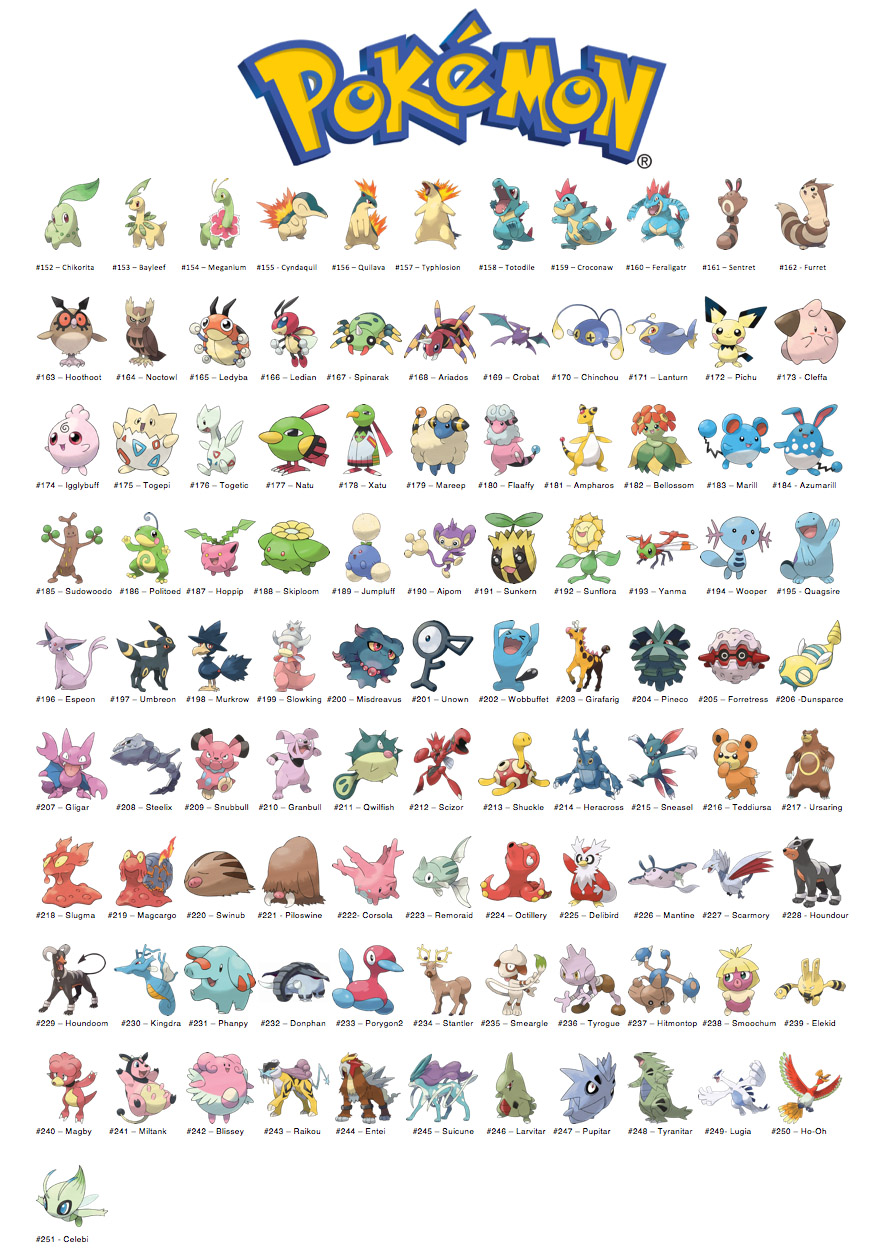 POKéMON®
#152 – Chikorita #153 – Bayleef #154 – Meganium #155 - Cyndaquil #156 – Quilava #157 – Typhlosion #158 – Totodile #159 – Croconaw #160 – Feraligatr #161 – Sentret #162 - Furret
#163 – Hoothoot #164 – Noctowl #165 – Ledyba #166 – Ledian #167 - Spinarak #168 – Ariados #169 – Crobat #170 – Chinchou #171 – Lanturn #172 – Pichu #173 – Cleffa
#174 – Igglybuff #175 – Togepi #176 – Togetic #177 – Natu #178 – Xatu #179 – Mareep #180 – Flaaffy #181 – Ampharos #182 – Bellossom #183 – Marill #184 - Azumarill
#185 – Sudowoodo #186 – Politoed #187 – Hoppip #188 – Skiploom #189 – Jumpluff #190 – Aipom #191 – Sunkern #192 – Sunflora #193 – Yanma #194 – Wooper #195 - Quagsire
#196 – Espeon #197 – Umbreon #198 – Murkrow #199 – Slowking #200 – Misdreavus #201 – Unown #202 – Wobbuffet #203 – Girafarig #204 – Pineco #205 – Forretress #206 -Dunsparce
#207 – Gligar #208 – Steelix #209 – Snubbull #210 – Granbull #211 – Qwilfish #212 – Scizor #213 – Shuckle #214 – Heracross #215 – Sneasel #216 – Teddiursa #217 - Ursaring
#218 – Slugma #219 – Magcargo #220 – Swinub #221 - Piloswine #222- Corsola #223 – Remoraid #224 – Octillery #225 – Delibird #226 – Mantine #227 – Scarmory #228 - Houndour
#229 – Houndoom #230 – Kingdra #231 – Phanpy #232 – Donphan #233 – Porygon2 #234 – Stantler #235 – Smeargle #236 – Tyrogue #237 – Hitmontop #238 – Smoochum #239 - Elekid
#240 – Magby #241 – Miltank #242 – Blissey #243 – Raikou #244 – Entei #245 – Suicune #246 – Larvitar #247 – Pupitar #248 – Tyranitar #249- Lugia #250 – Ho-Oh
#251 - Celebi